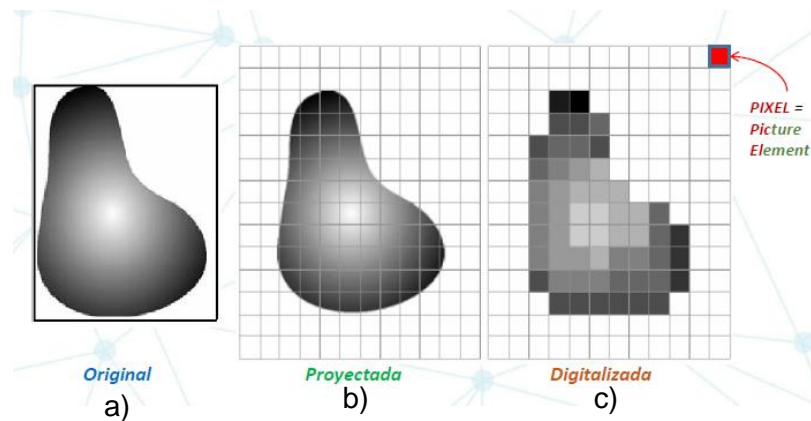 PIXEL =
Picture
Element
Original
Proyectada
Digitalizada
a)
b)
c)